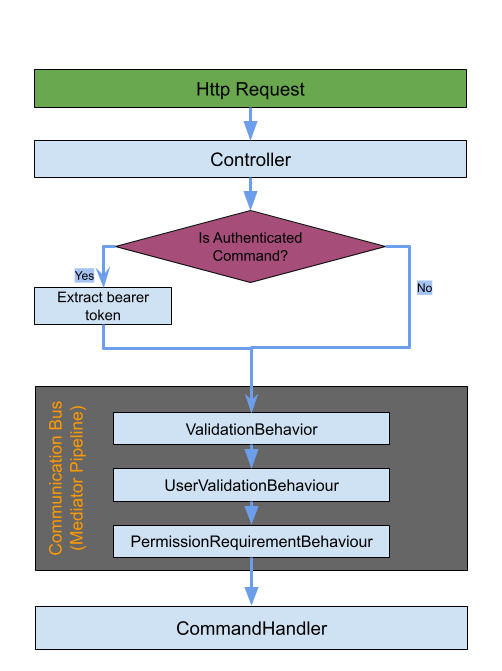 Http Request
Controller
Is Authenticated
Command?
Yes
No
Extract bearer
token
Communication Bus
(Mediator Pipeline)
ValidationBehavior
UserValidationBehaviour
PermissionRequirementBehaviour
CommandHandler